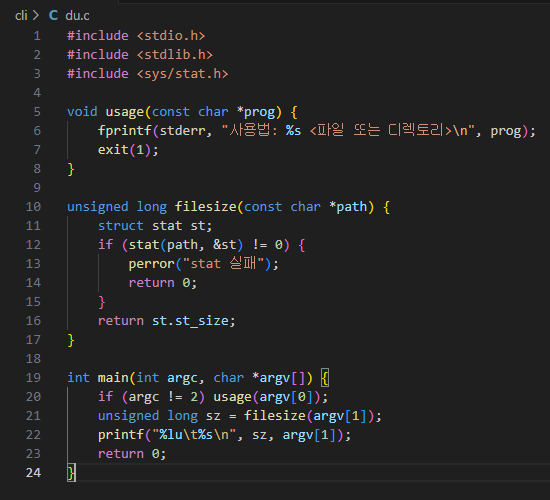 cli > C du.c
1 #include <stdio.h>
2 #include <stdlib.h>
3 #include <sys/stat.h>
4
5 void usage(const char *prog) {
6     fprintf(stderr, "사용법: %s <파일 또는 디렉토리>\n", prog);
7     exit(1);
8 }
9
10 unsigned long filesize(const char *path) {
11     struct stat st;
12     if (stat(path, &st) != 0) {
13         perror("stat 실패");
14         return 0;
15     }
16     return st.st_size;
17 }
18
19 int main(int argc, char *argv[]) {
20     if (argc != 2) usage(argv[0]);
21     unsigned long sz = filesize(argv[1]);
22     printf("%lu\t%s\n", sz, argv[1]);
23     return 0;
24 }